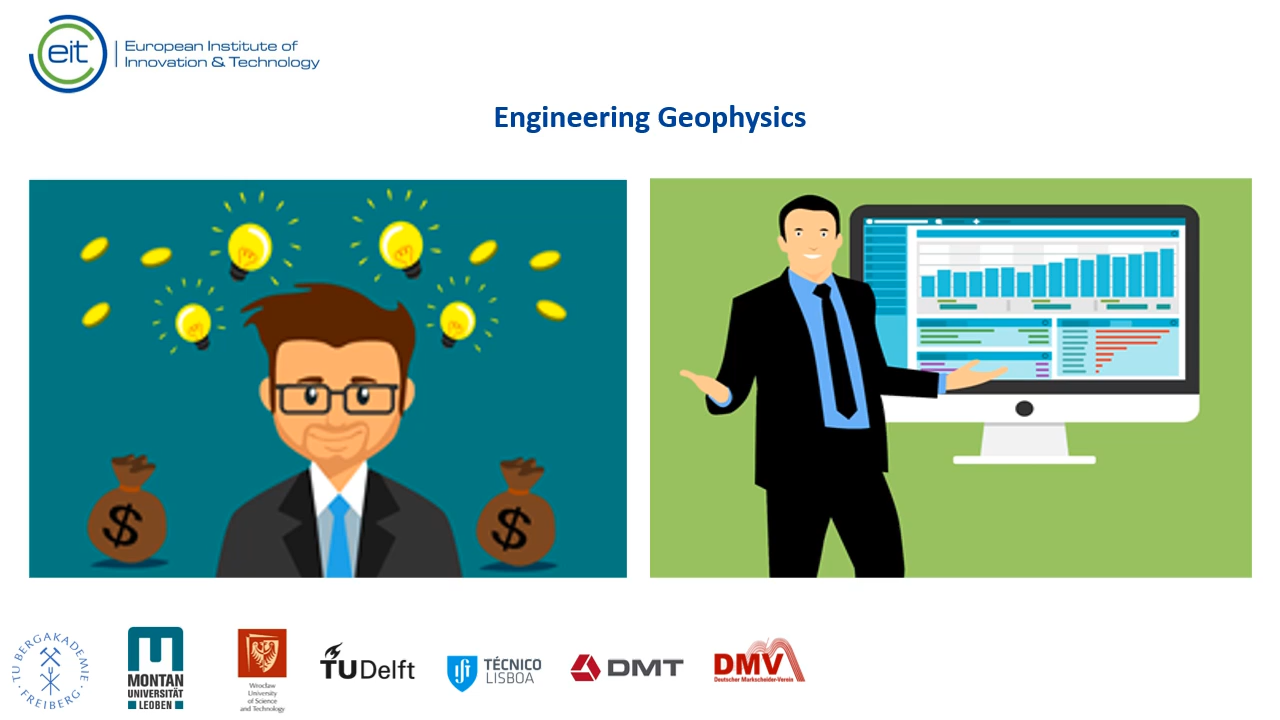 eit
European Institute of
Innovation & Technology
Engineering Geophysics
$
$
· TU BERGAKADEMIE ·
FREIBERG
MONTAN
UNIVERSITÄT
LEOBEN
Wrocław
University
of Science
and Technology
TUDelft
TÉCNICO
LISBOA
DMT
DMV
Deutscher Markscheider-Verein